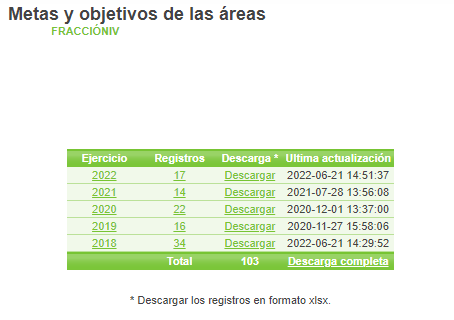 Metas y objetivos de las áreas
FRACCIÓNIV
Ejercicio Registros Descarga * Ultima actualización
2022 17 Descargar 2022-06-21 14:51:37
2021 14 Descargar 2021-07-28 13:56:08
2020 22 Descargar 2020-12-01 13:37:00
2019 16 Descargar 2020-11-27 15:58:06
2018 34 Descargar 2022-06-21 14:29:52
Total 103 Descarga completa
* Descargar los registros en formato xlsx.